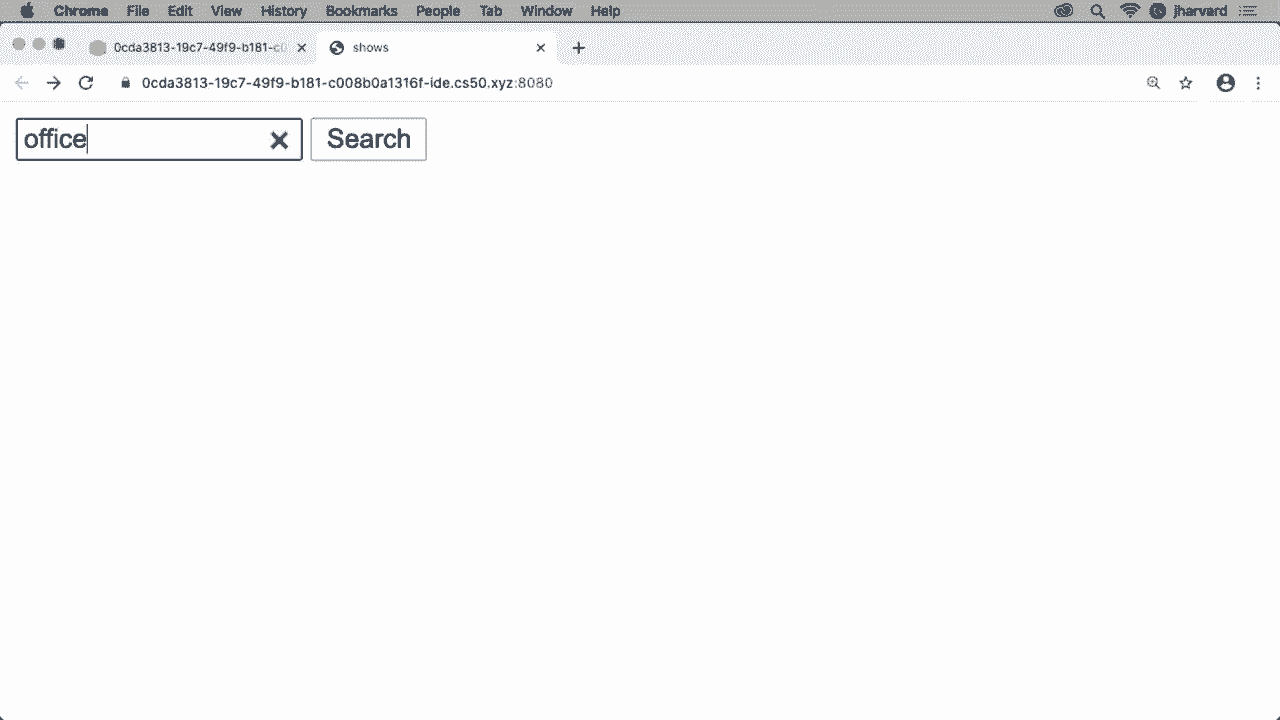 Chrome File Edit View History Bookmarks People Tab Window Help jharvard
0cda3813-19c7-49f9-b181-c0 shows
0cda3813-19c7-49f9-b181-c008b0a1316f-ide.cs50.xyz:8080
office Search